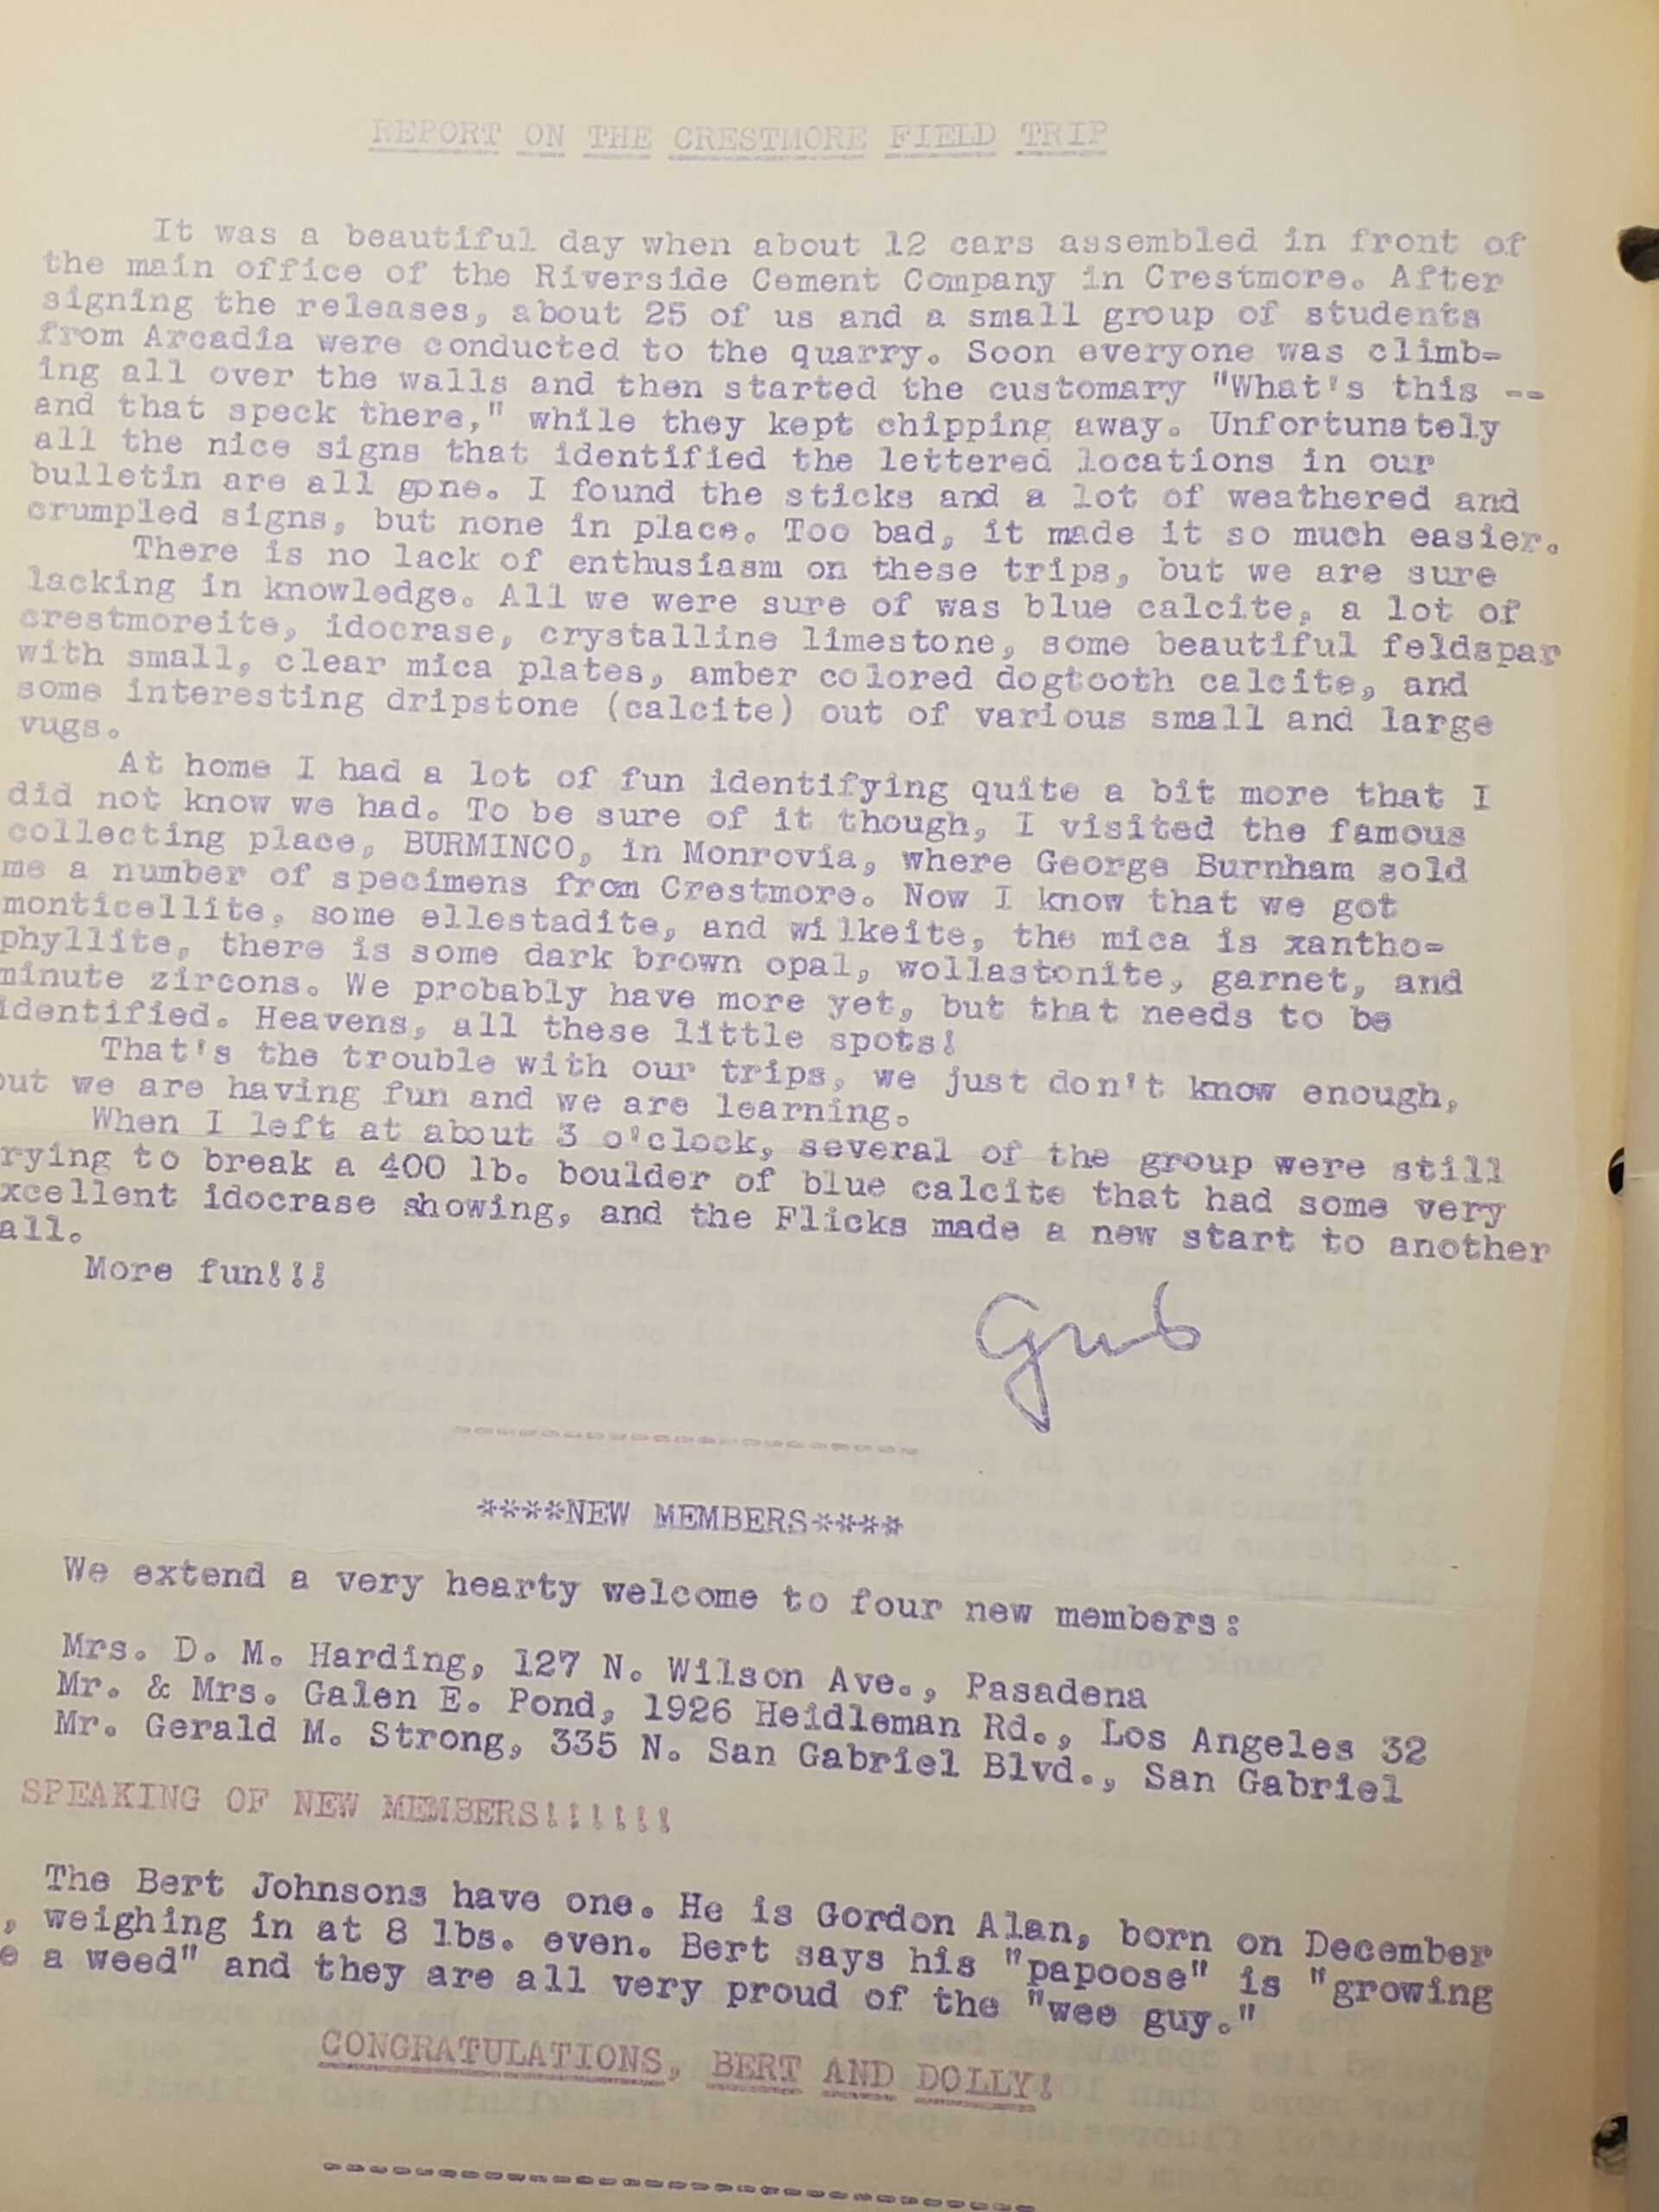 REPORT ON THE CRESTMORE FIELD TRIP
It was a beautiful day when about 12 cars assembled in front of
the main office of the Riverside Cement Company in Crestmore. After
signing the releases, about 25 of us and a small group of students
from Arcadia were conducted to the quarry. Soon everyone was climb-
ing all over the walls and then started the customary "What's this --
and that speck there," while they kept chipping away. Unfortunately
all the nice signs that identified the lettered locations in our
bulletin are all gone. I found the sticks and a lot of weathered and
crumpled signs, but none in place. Too bad, it made it so much easier.
There is no lack of enthusiasm on these trips, but we are sure
lacking in knowledge. All we were sure of was blue calcite, a lot of
crestmoreite, idocrase, crystalline limestone, some beautiful feldspar
with small, clear mica plates, amber colored dogtooth calcite, and
some interesting dripstone (calcite) out of various small and large
vugs.
At home I had a lot of fun identifying quite a bit more that I
did not know we had. To be sure of it though, I visited the famous
collecting place, BURMINCO, in Monrovia, where George Burnham sold
me a number of specimens from Crestmore. Now I know that we got
monticellite, some ellestadite, and wilkeite, the mica is xantho-
phyllite, there is some dark brown opal, wollastonite, garnet, and
minute zircons. We probably have more yet, but that needs to be
identified. Heavens, all these little spots!
That's the trouble with our trips, we just don't know enough,
out we are having fun and we are learning.
When I left at about 3 o'clock, several of the group were still
rying to break a 400 lb. boulder of blue calcite that had some very
xcellent idocrase showing, and the Flicks made a new start to another
all.
More fun!!!
Grub
---------------------
****NEW MEMBERS****
We extend a very hearty welcome to four new members:
Mrs. D. M. Harding, 127 N. Wilson Ave., Pasadena
Mr. & Mrs. Galen E. Pond, 1926 Heidleman Rd., Los Angeles 32
Mr. Gerald M. Strong, 335 N. San Gabriel Blvd., San Gabriel
SPEAKING OF NEW MEMBERS!!!!!!
The Bert Johnsons have one. He is Gordon Alan, born on December
, weighing in at 8 lbs. even. Bert says his "papoose" is "growing
e a weed" and they are all very proud of the "wee guy."
CONGRATULATIONS, BERT AND DOLLY!
--------------------------------